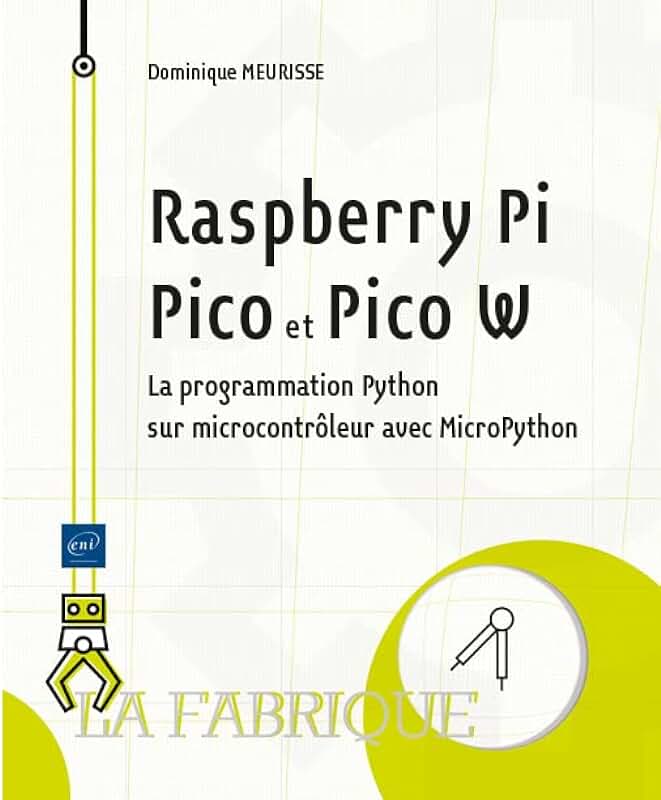 Dominique MEURISSE
Raspberry Pi
Pico et Pico W
La programmation Python
sur microcontrôleur avec MicroPython
eni
LA FABRIQUE